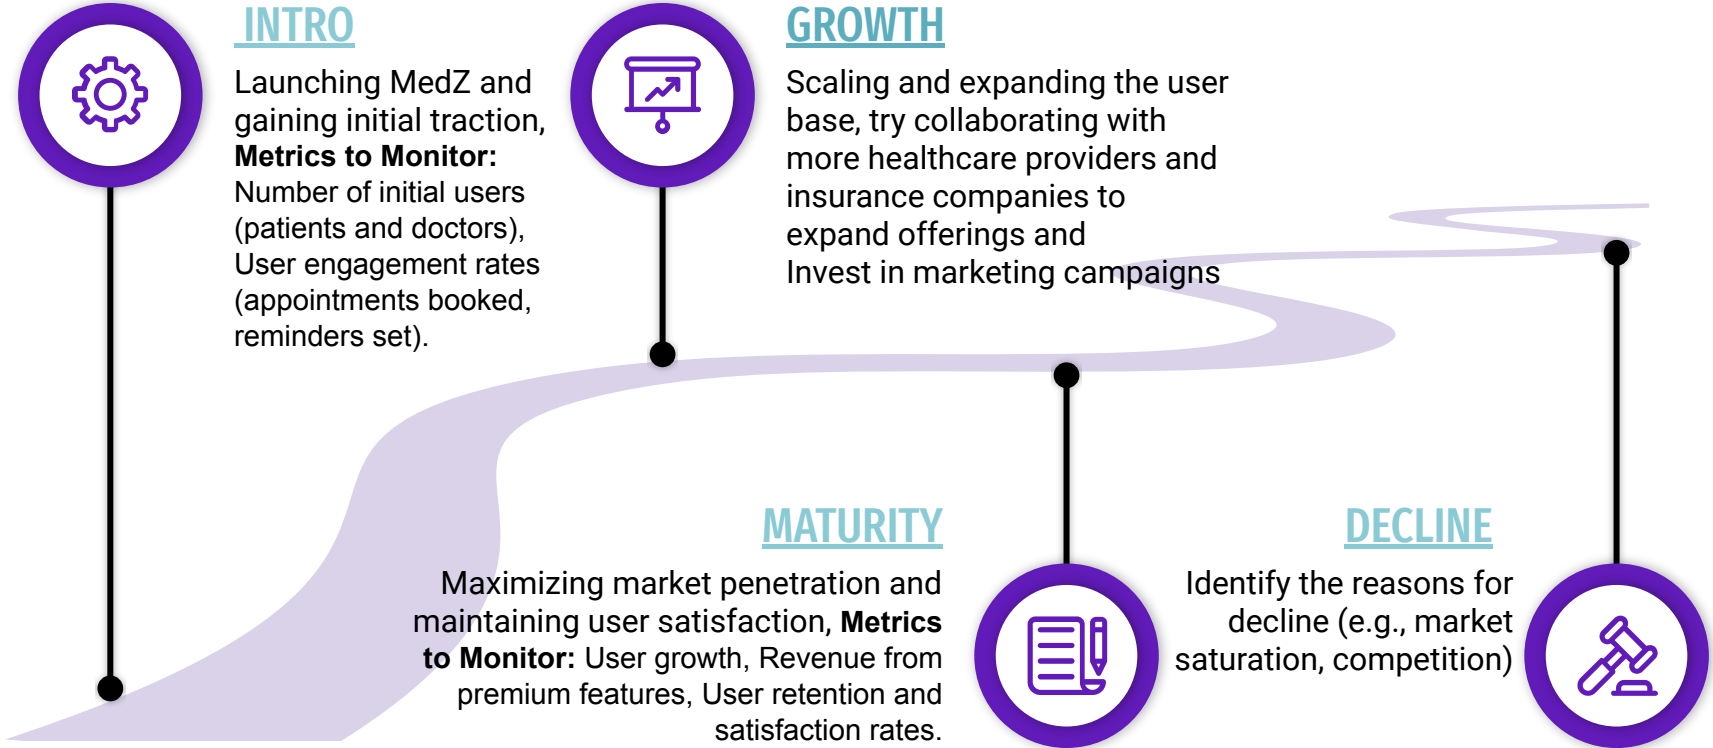 INTRO
Launching MedZ and
gaining initial traction,
Metrics to Monitor:
Number of initial users
(patients and doctors),
User engagement rates
(appointments booked,
reminders set).
GROWTH
Scaling and expanding the user
base, try collaborating with
more healthcare providers and
insurance companies to
expand offerings and
Invest in marketing campaigns
MATURITY
Maximizing market penetration and
maintaining user satisfaction, Metrics
to Monitor: User growth, Revenue from
premium features, User retention and
satisfaction rates.
DECLINE
Identify the reasons for
decline (e.g., market
saturation, competition)